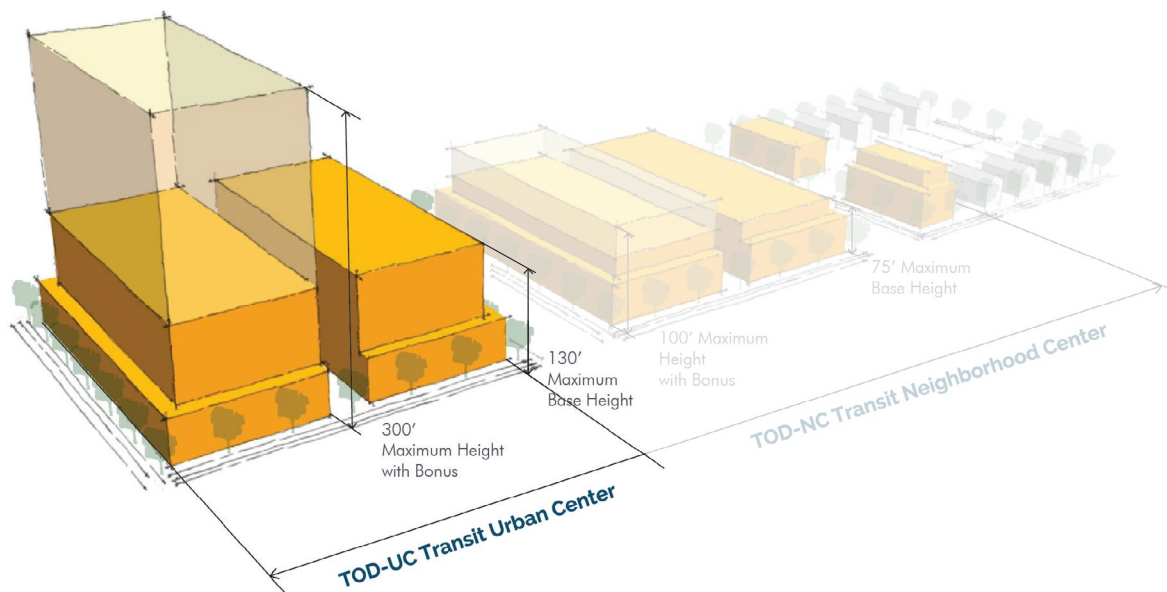 130'
Maximum
Base Height
300'
Maximum Height
with Bonus
75' Maximum
Base Height
100' Maximum
Height
with Bonus
TOD-UC Transit Urban Center
TOD-NC Transit Neighborhood Center